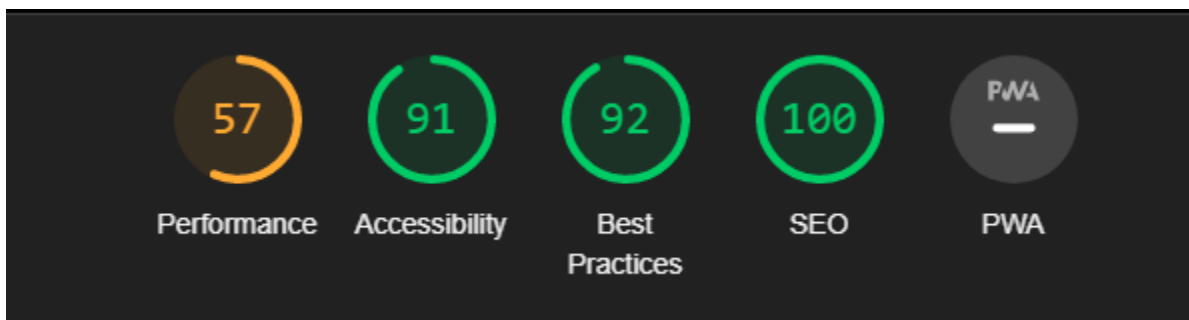 57
91
92
100
PWA
Performance
Accessibility
Best
Practices
SEO
PWA